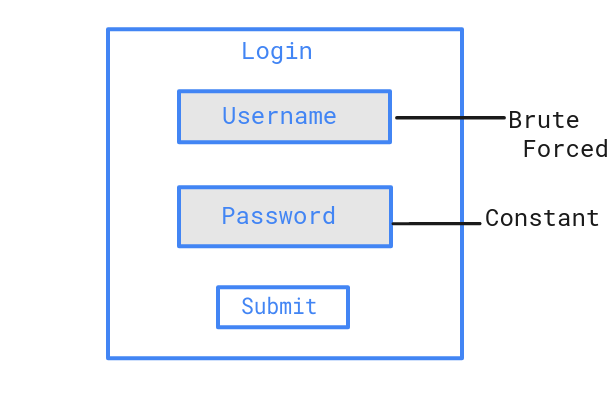 Login
Username
Brute
Forced
Password
Constant
Submit